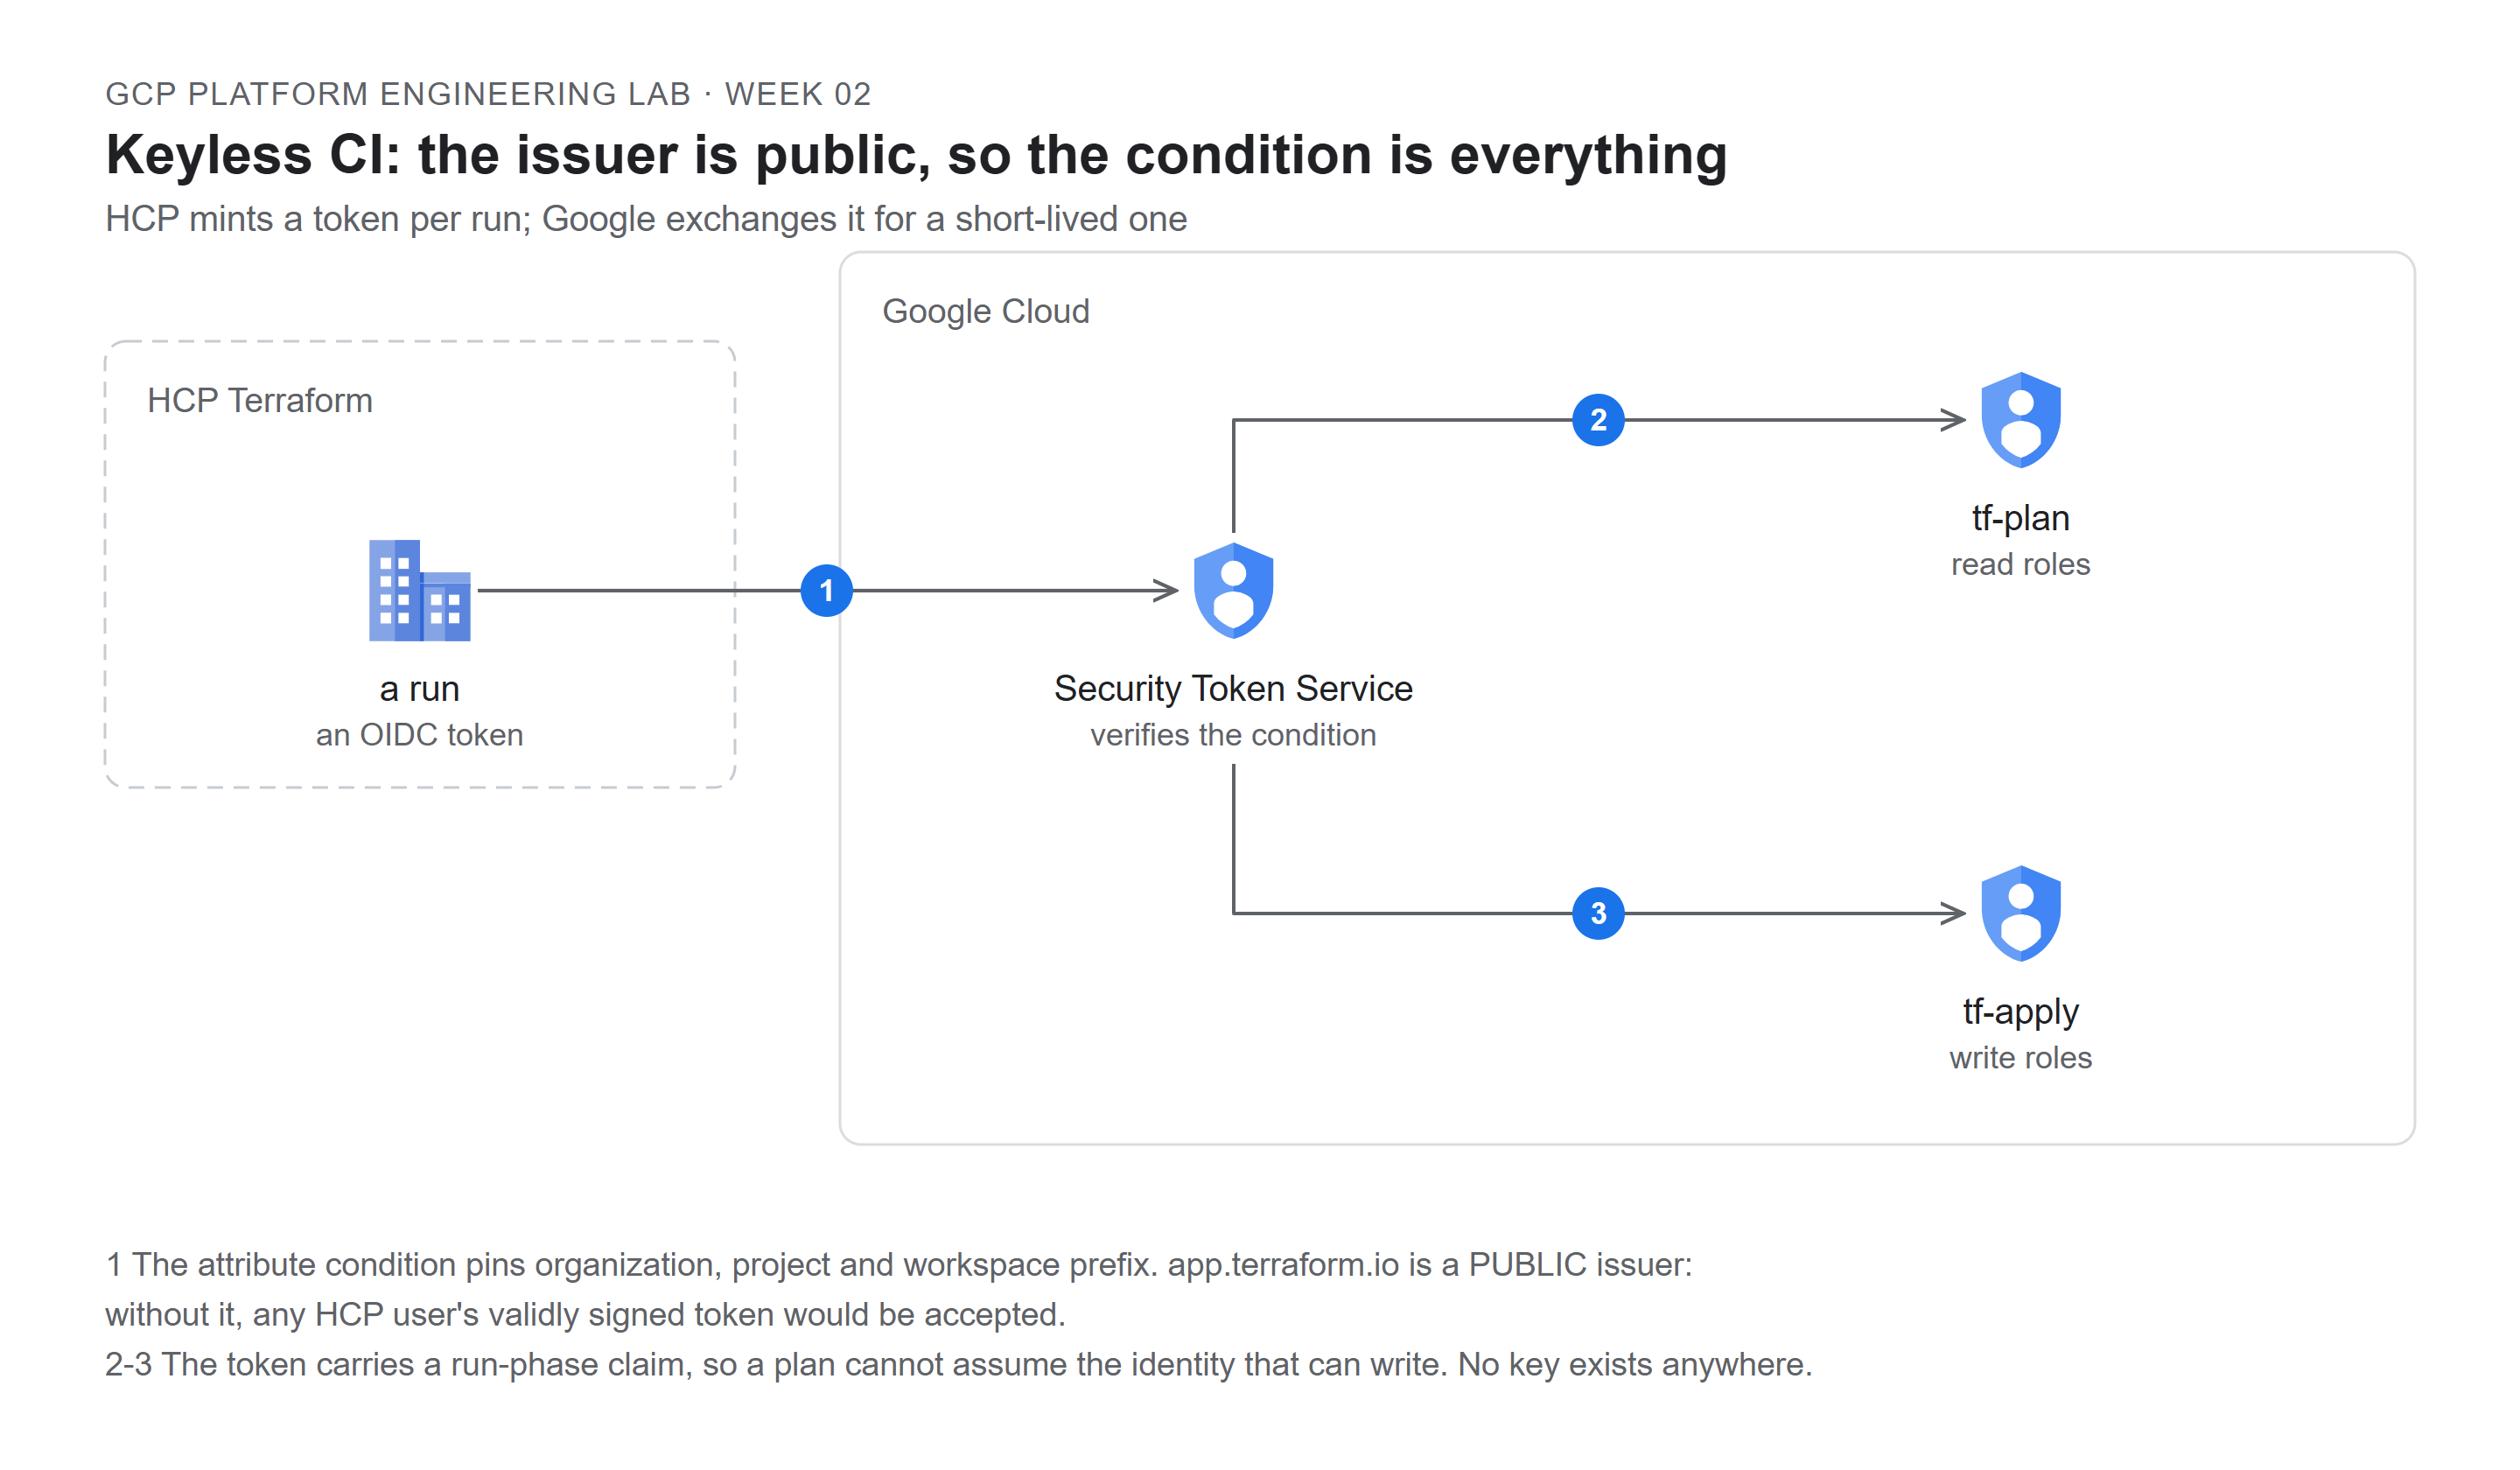 GCP PLATFORM ENGINEERING LAB · WEEK 02
Keyless CI: the issuer is public, so the condition is everything
HCP mints a token per run; Google exchanges it for a short-lived one
Google Cloud
HCP Terraform
2
tf-plan
read roles
1
a run
an OIDC token
Security Token Service
verifies the condition
3
tf-apply
write roles
1 The attribute condition pins organization, project and workspace prefix. app.terraform.io is a PUBLIC issuer:
without it, any HCP user's validly signed token would be accepted.
2-3 The token carries a run-phase claim, so a plan cannot assume the identity that can write. No key exists anywhere.